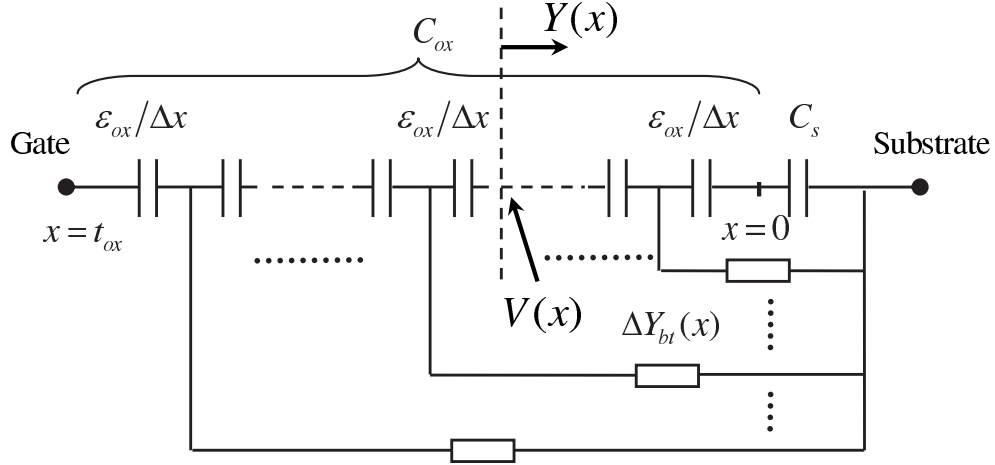 Y(x)
C_ox
ε_ox/Δx ε_ox/Δx ε_ox/Δx C_s
Gate Substrate
x = t_ox x = 0
V(x)
ΔY_bt(x)